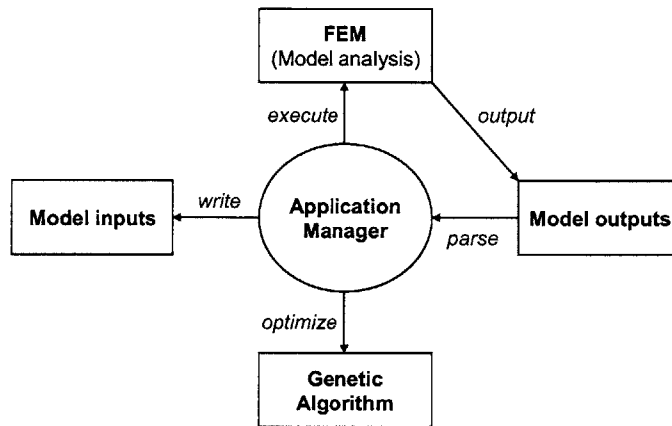 FEM
(Model analysis)
execute
output
Model inputs
write
Application
Manager
parse
Model outputs
optimize
Genetic
Algorithm